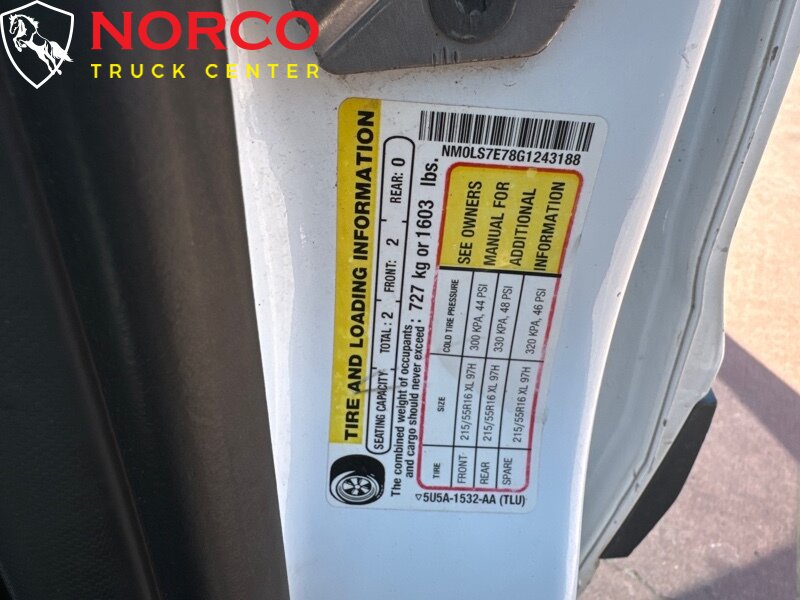 NORCO
TRUCK CENTER
TIRE AND LOADING INFORMATION
SEATING CAPACITY TOTAL: 2 FRONT: 2 REAR: 0
The combined weight of occupants
and cargo should never exceed: 727 kg or 1603 lbs.
TIRE SIZE COLD TIRE PRESSURE
FRONT 215/55R16 XL 97H 300 KPA, 44 PSI
REAR 215/55R16 XL 97H 330 KPA, 48 PSI
SPARE 215/55R16 XL 97H 320 KPA, 46 PSI
SEE OWNERS
MANUAL FOR
ADDITIONAL
INFORMATION
5U5A-1532-AA (TLU)
NM0LS7E78G1243188